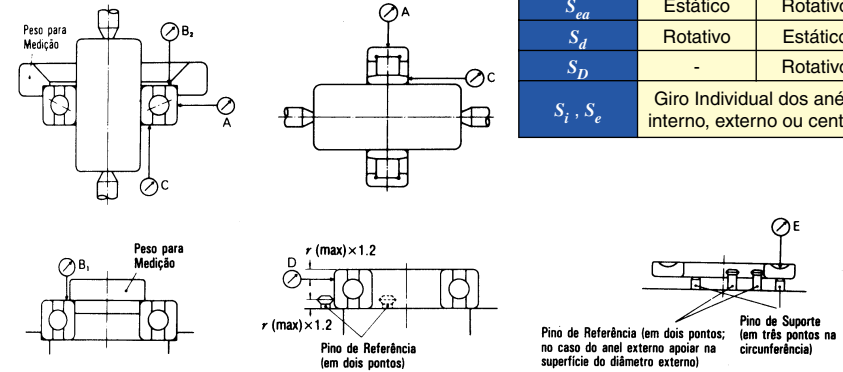 Peso para
Medição
B₂
A
C
A
C
S_ea Estático Rotativo
S_d Rotativo Estático
S_D - Rotativo
S_i , S_e Giro Individual dos
interno, externo ou
B₁
Peso para
Medição
D
r (max)×1.2
r (max)×1.2
Pino de Referência
(em dois pontos)
E
Pino de Referência (em dois pontos;
no caso do anel externo apoiar na
superfície do diâmetro externo)
Pino de Suporte
(em três pontos na
circunferência)